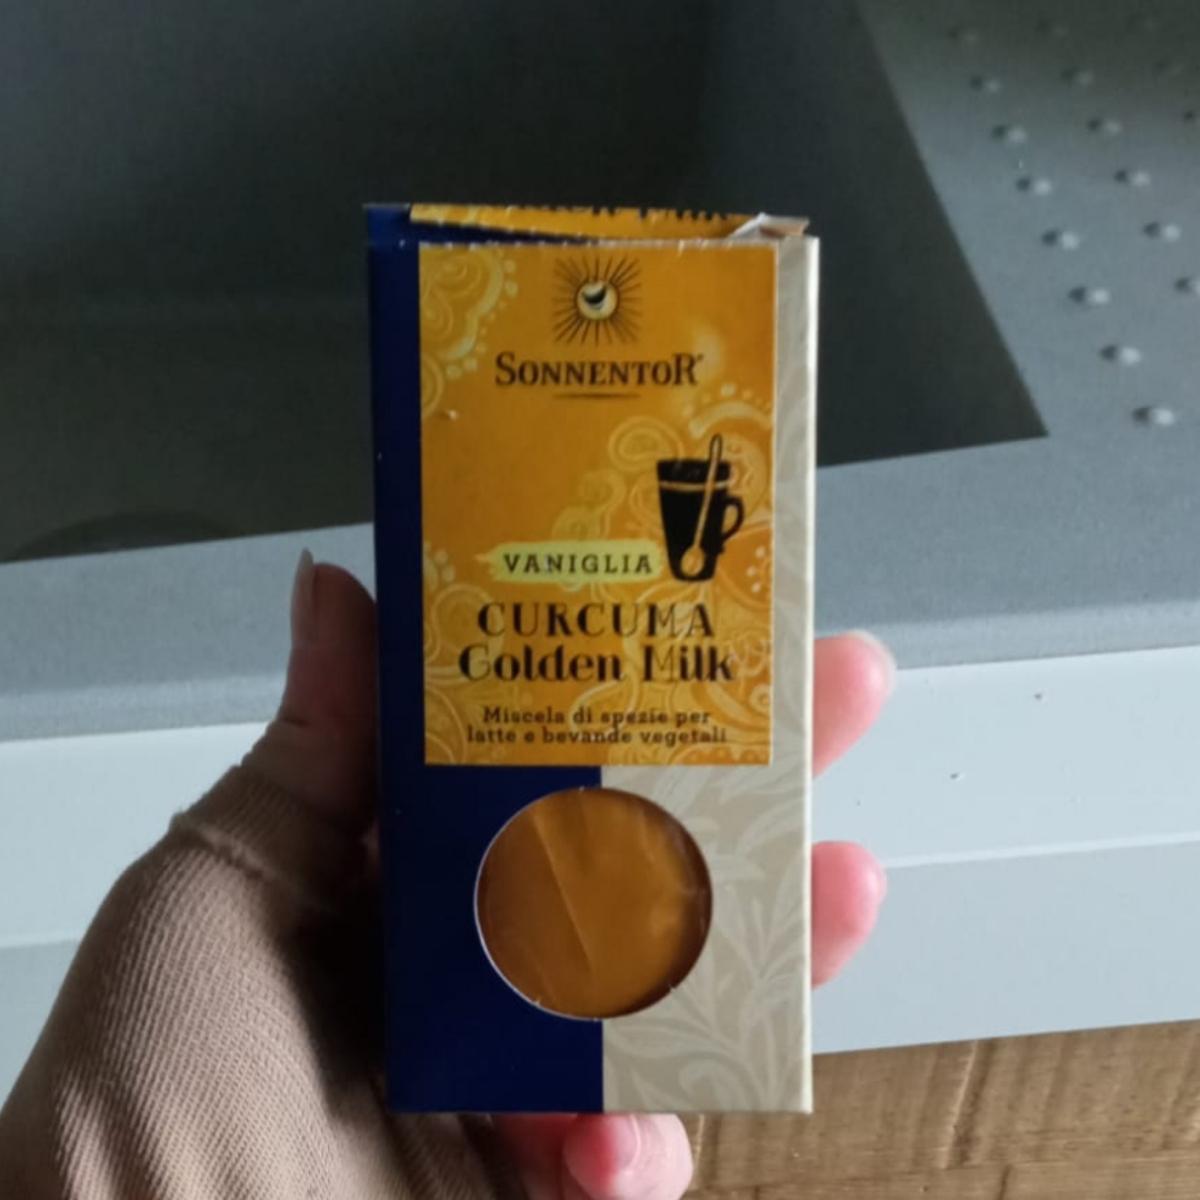 SONNENTOR
VANIGLIA
CURCUMA
Golden Milk
Miscela di spezie per
latte e bevande vegetali